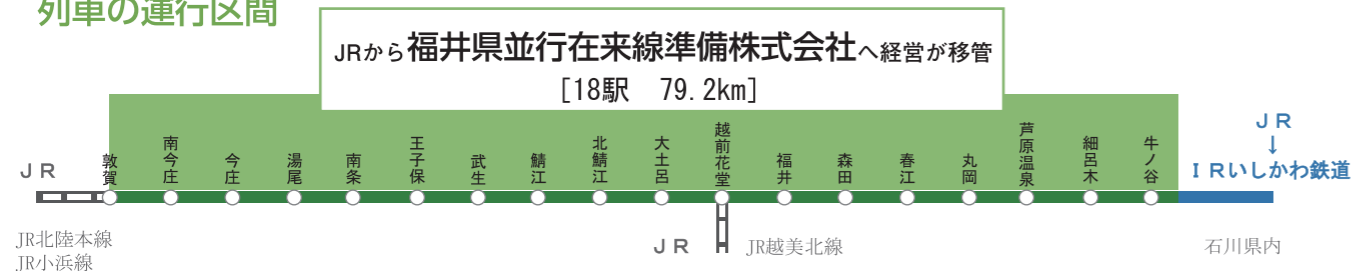 列車の運行区間
JRから福井県並行在来線準備株式会社へ経営が移管
[18駅　79.2km]
JR
敦賀
南今庄
今庄
湯尾
南条
王子保
武生
鯖江
北鯖江
大土呂
越前花堂
福井
森田
春江
丸岡
芦原温泉
細呂木
牛ノ谷
JR
↓
IRいしかわ鉄道
JR北陸本線
JR小浜線
JR
JR越美北線
石川県内